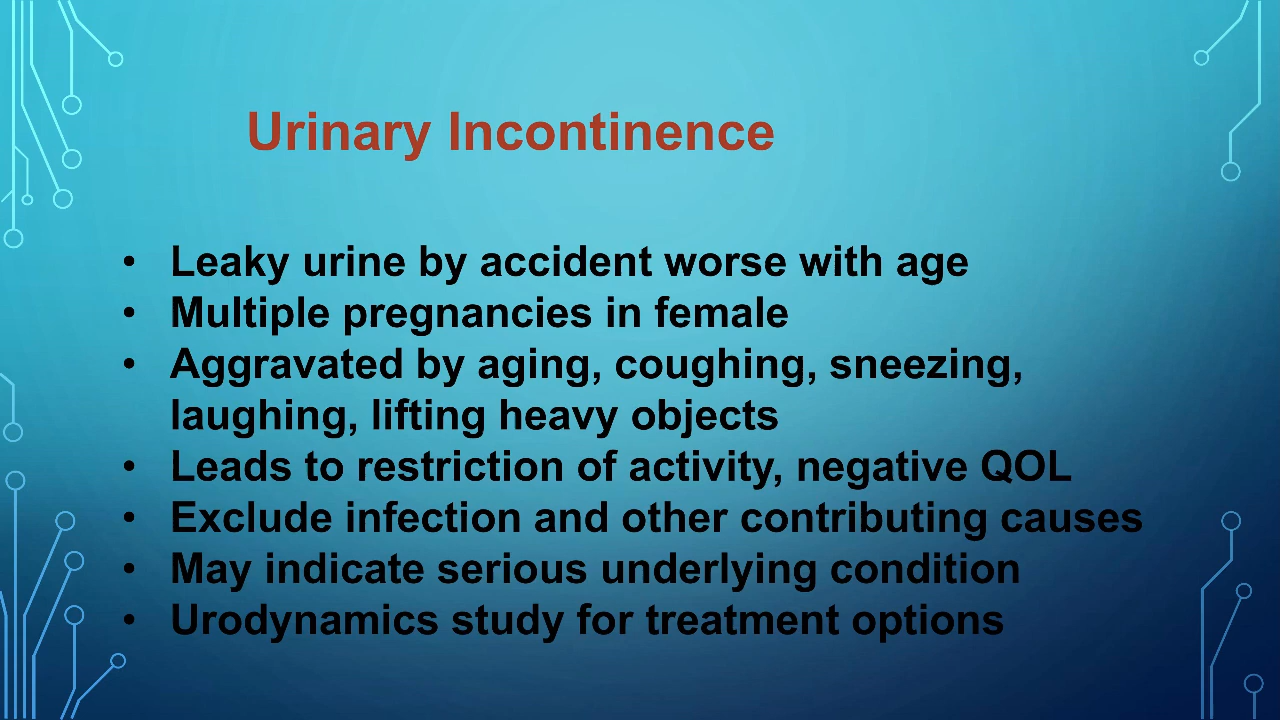 Urinary Incontinence
• Leaky urine by accident worse with age
• Multiple pregnancies in female
• Aggravated by aging, coughing, sneezing,
laughing, lifting heavy objects
• Leads to restriction of activity, negative QOL
• Exclude infection and other contributing causes
• May indicate serious underlying condition
• Urodynamics study for treatment options